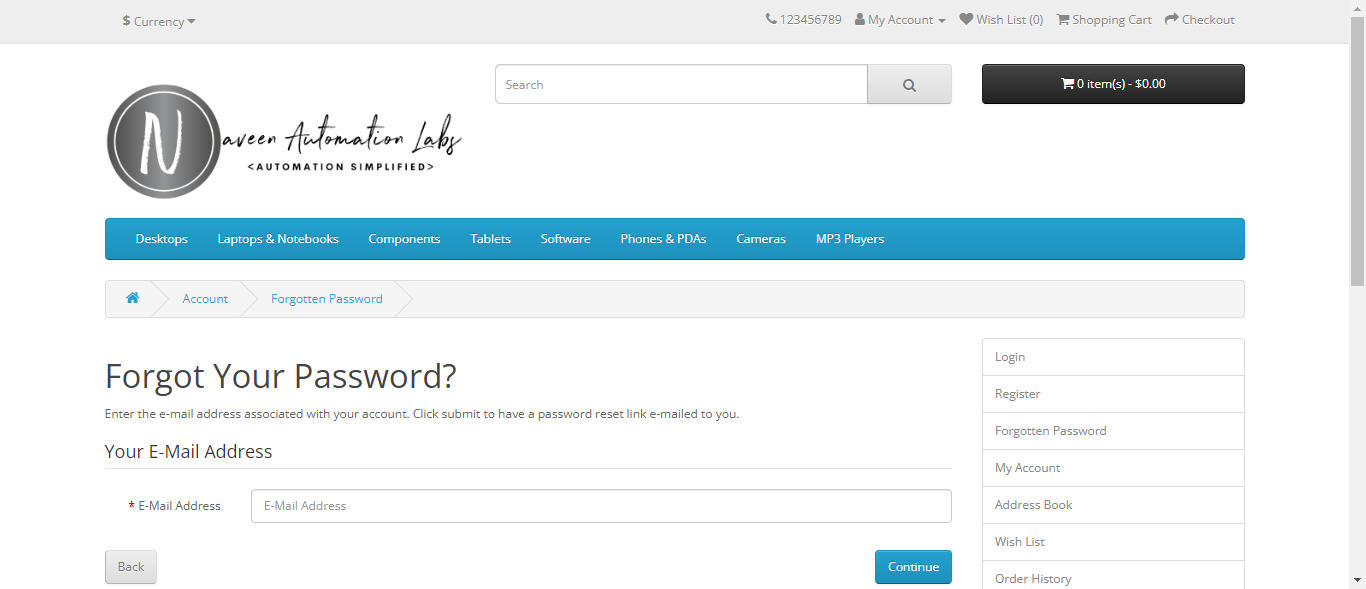 $ Currency
123456789 My Account Wish List (0) Shopping Cart Checkout
Search
0 item(s) - $0.00
N
aveen Automation Labs
<AUTOMATION SIMPLIFIED>
Desktops Laptops & Notebooks Components Tablets Software Phones & PDAs Cameras MP3 Players
Account Forgotten Password
Forgot Your Password?
Enter the e-mail address associated with your account. Click submit to have a password reset link e-mailed to you.
Your E-Mail Address
* E-Mail Address
E-Mail Address
Back
Continue
Login
Register
Forgotten Password
My Account
Address Book
Wish List
Order History